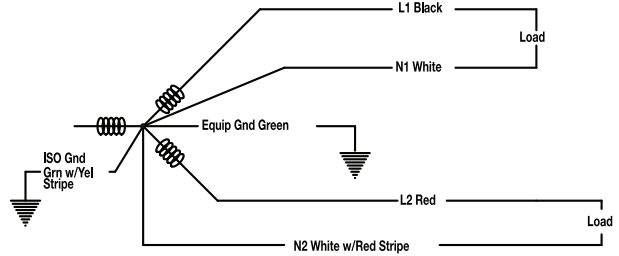 L1 Black
Load
N1 White
Equip Gnd Green
ISO Gnd
Grn w/Yel
Stripe
L2 Red
Load
N2 White w/Red Stripe